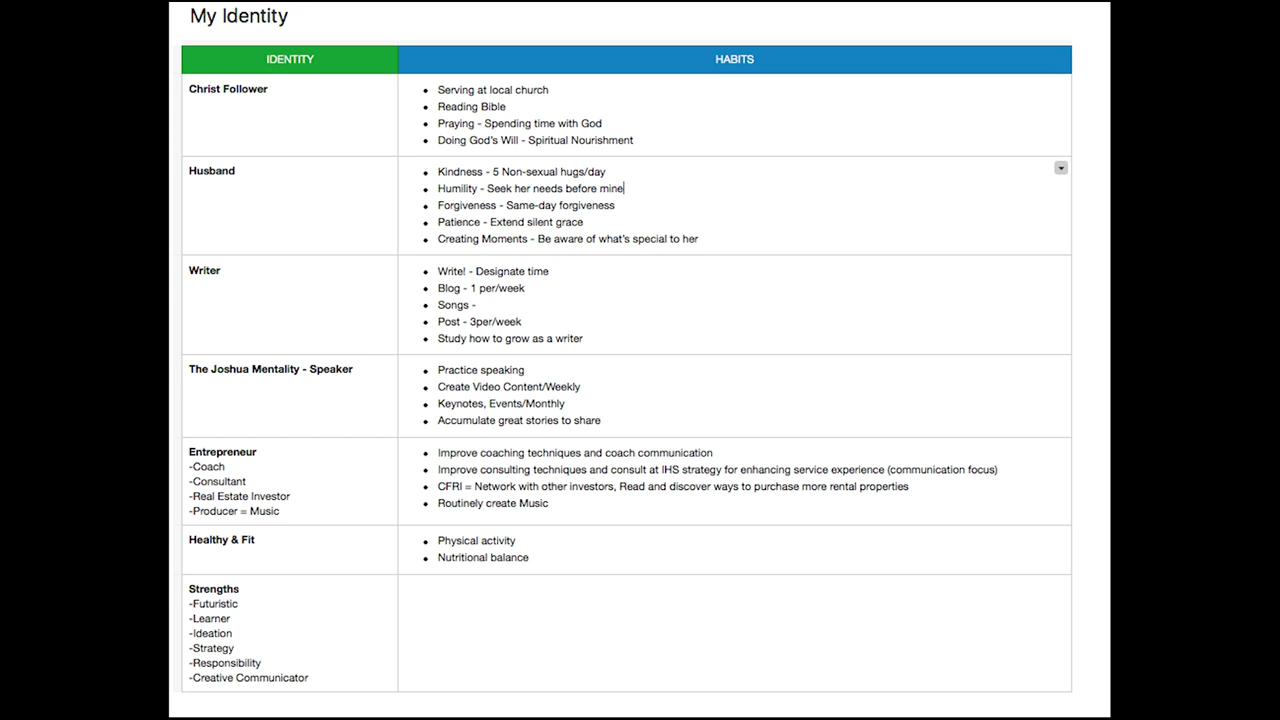 My Identity
IDENTITY
HABITS
Christ Follower
• Serving at local church
• Reading Bible
• Praying - Spending time with God
• Doing God's Will - Spiritual Nourishment
Husband
• Kindness - 5 Non-sexual hugs/day
• Humility - Seek her needs before mine
• Forgiveness - Same-day forgiveness
• Patience - Extend silent grace
• Creating Moments - Be aware of what's special to her
Writer
• Write! - Designate time
• Blog - 1 per/week
• Songs -
• Post - 3per/week
• Study how to grow as a writer
The Joshua Mentality - Speaker
• Practice speaking
• Create Video Content/Weekly
• Keynotes, Events/Monthly
• Accumulate great stories to share
Entrepreneur
-Coach
-Consultant
-Real Estate Investor
-Producer = Music
• Improve coaching techniques and coach communication
• Improve consulting techniques and consult at IHS strategy for enhancing service experience (communication focus)
• CFRI = Network with other investors, Read and discover ways to purchase more rental properties
• Routinely create Music
Healthy & Fit
• Physical activity
• Nutritional balance
Strengths
-Futuristic
-Learner
-Ideation
-Strategy
-Responsibility
-Creative Communicator